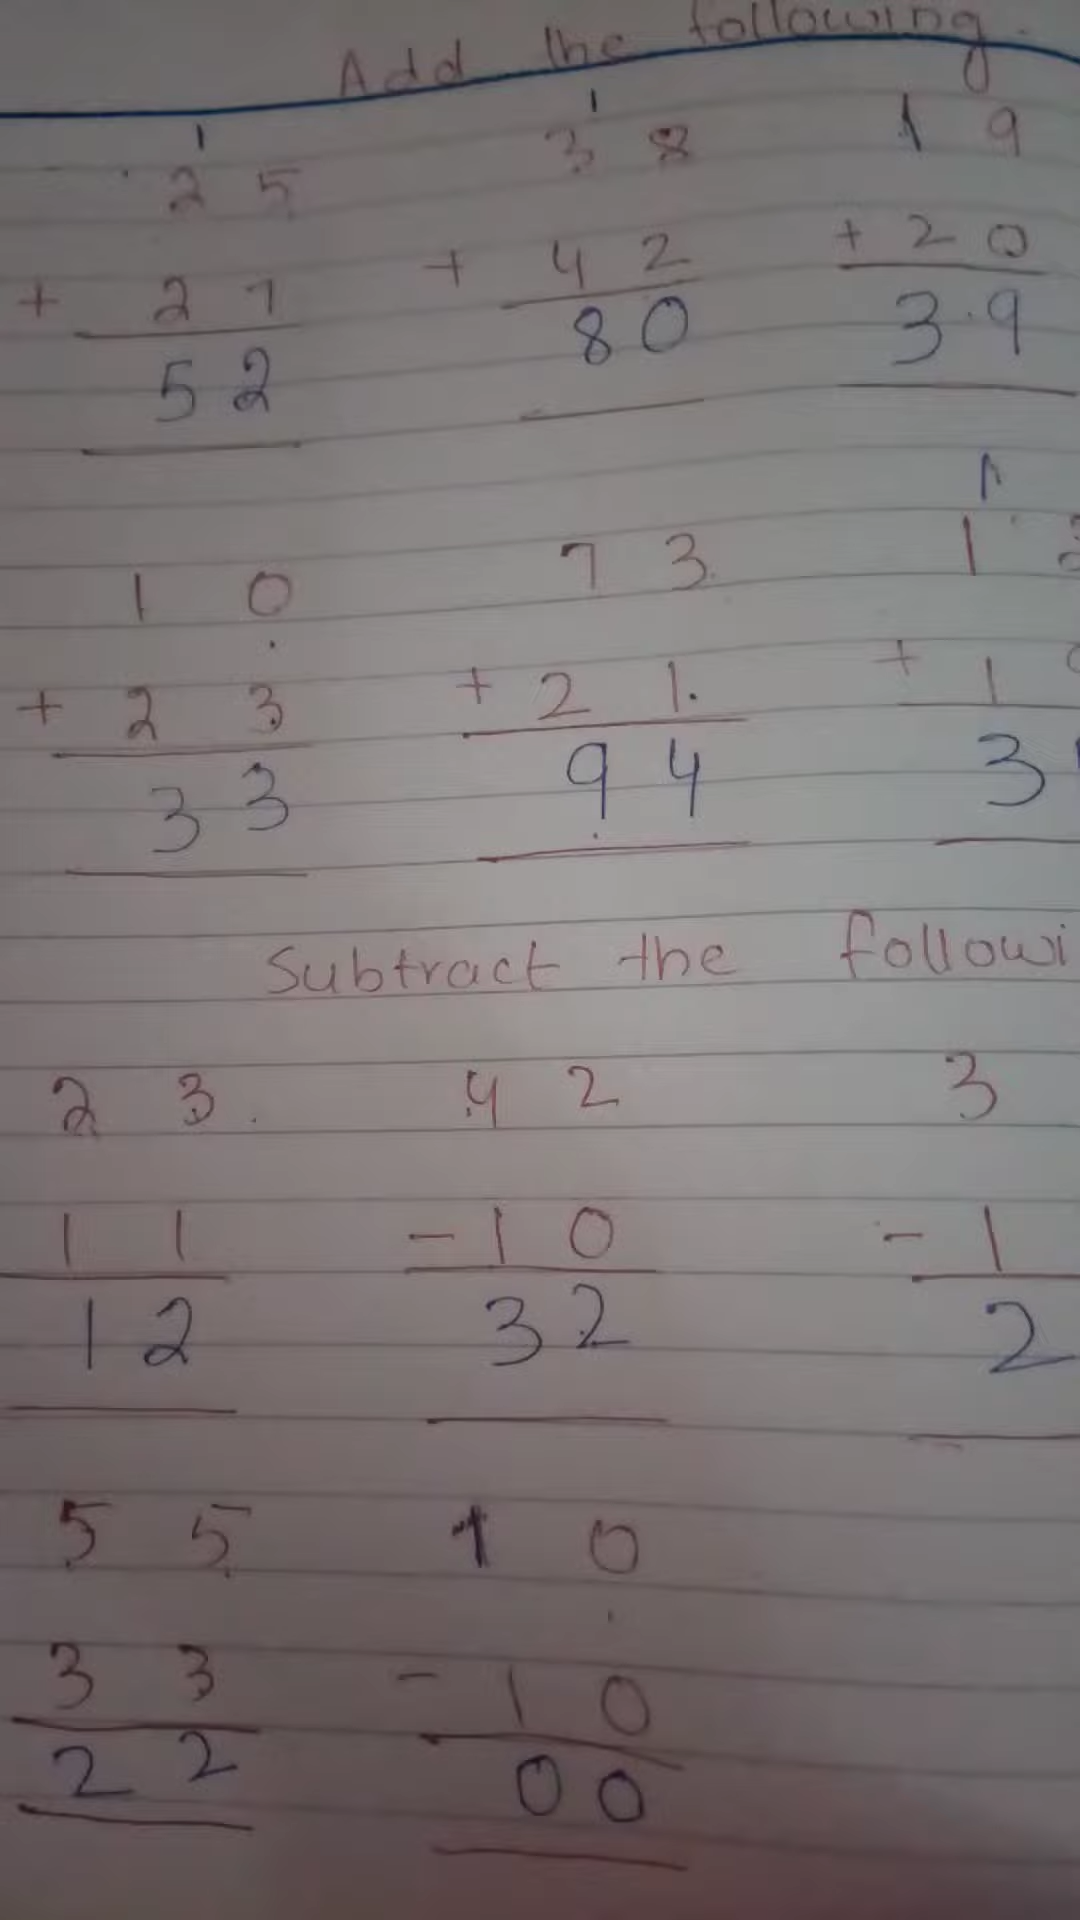 Add the following.
1 1
2 5 3 8 1 9
+ 2 7 + 4 2 + 2 0
5 2 8 0 3 9
1
1 0 7 3 1
+ 2 3 + 2 1 + 1
3 3 9 4 3
Subtract the followi
2 3 4 2 3
1 1 - 1 0 - 1
1 2 3 2 2
5 5 1 0
3 3 - 1 0
2 2 0 0